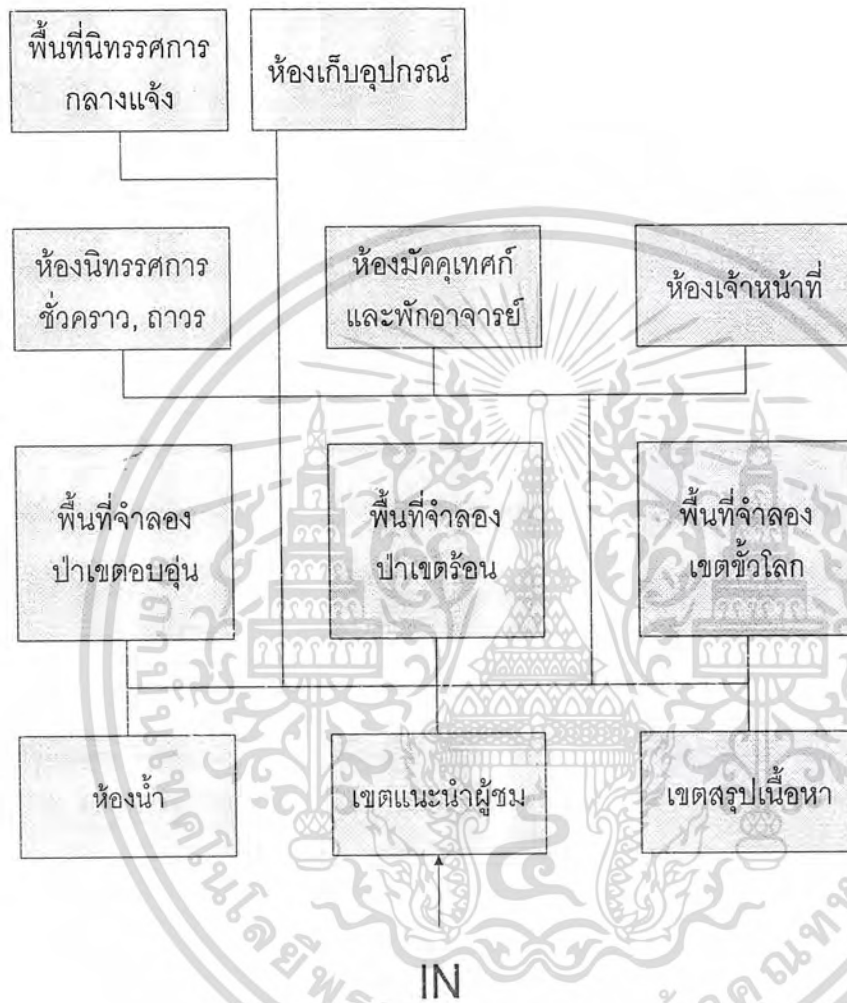 พื้นที่นิทรรศการ
กลางแจ้ง
ห้องเก็บอุปกรณ์
ห้องนิทรรศการ
ชั่วคราว, ถาวร
ห้องมัคคุเทศก์
และพักอาจารย์
ห้องเจ้าหน้าที่
พื้นที่จำลอง
ป่าเขตอบอุ่น
พื้นที่จำลอง
ป่าเขตร้อน
พื้นที่จำลอง
เขตขั้วโลก
ห้องน้ำ
เขตแนะนำผู้ชม
เขตสรุปเนื้อหา
IN